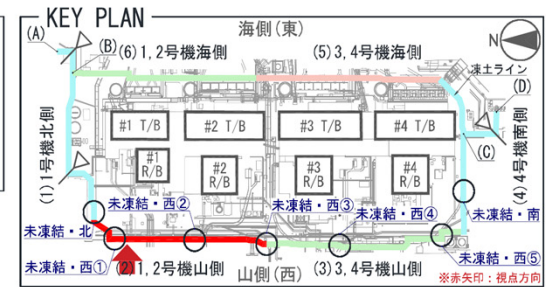 KEY PLAN
海側(東)
(A)
(B)
(6)1,2号機海側
(5)3,4号機海側
N
凍土ライン
(D)
#1 T/B
#2 T/B
#3 T/B
#4 T/B
(C)
(1)1号機北側
(4)4号機南側
#1
R/B
#2
R/B
#3
R/B
#4
R/B
未凍結・北
未凍結・西②
未凍結・西③
未凍結・西④
未凍結・南
未凍結・西①
(2)1,2号機山側
山側(西)
(3)3,4号機山側
未凍結・西⑤
※赤矢印:視点方向